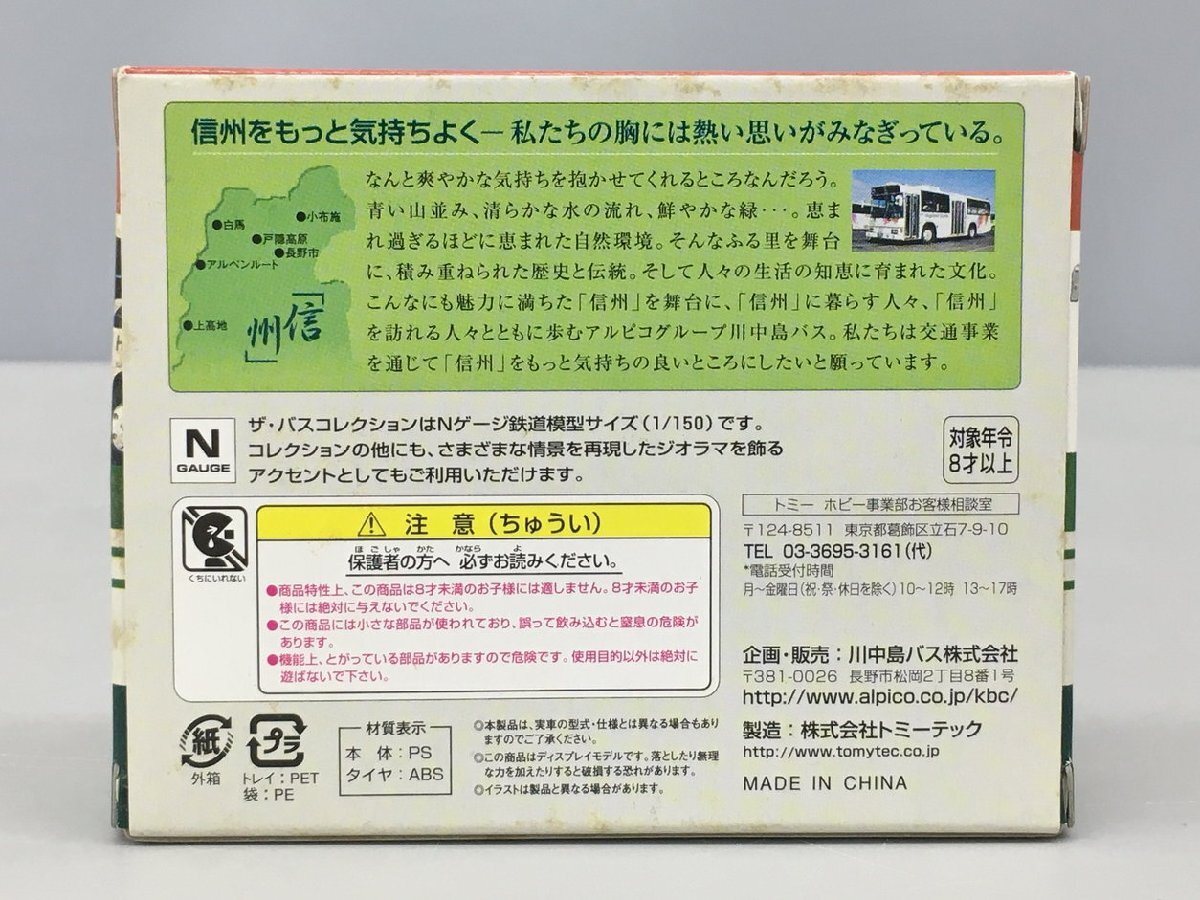 信州をもっと気持ちよく―私たちの胸には熱い思いがみなぎっている。
なんと爽やかな気持ちを抱かせてくれるところなんだろう。
青い山並み、清らかな水の流れ、鮮やかな緑…。恵ま
れ過ぎるほどに恵まれた自然環境。そんなふる里を舞台
に、積み重ねられた歴史と伝統。そして人々の生活の知恵に育まれた文化。
こんなにも魅力に満ちた「信州」を舞台に、「信州」に暮らす人々、「信州」
を訪れる人々とともに歩むアルピコグループ川中島バス。私たちは交通事業
を通じて「信州」をもっと気持ちの良いところにしたいと願っています。
●白馬
●小布施
●戸隠高原
●長野市
●アルペンルート
●上高地
「信州」
N
GAUGE
ザ・バスコレクションはNゲージ鉄道模型サイズ(1/150)です。
コレクションの他にも、さまざまな情景を再現したジオラマを飾る
アクセントとしてもご利用いただけます。
対象年令
8才以上
くちにいれない
⚠ 注意(ちゅうい)
ほごしゃ かた かなら よ
保護者の方へ 必ずお読みください。
●商品特性上、この商品は8才未満のお子様には適しません。8才未満のお子
様には絶対に与えないでください。
●この商品には小さな部品が使われており、誤って飲み込むと窒息の危険が
あります。
●機能上、とがっている部品がありますので危険です。使用目的以外は絶対に
遊ばないで下さい。
トミー ホビー事業部お客様相談室
〒124-8511 東京都葛飾区立石7-9-10
TEL 03-3695-3161(代)
*電話受付時間
月〜金曜日(祝・祭・休日を除く)10〜12時 13〜17時
企画・販売:川中島バス株式会社
〒381-0026 長野市松岡2丁目8番1号
http://www.alpico.co.jp/kbc/
製造:株式会社トミーテック
http://www.tomytec.co.jp
MADE IN CHINA
紙
外箱
プラ
トレイ:PET
袋:PE
材質表示
本体:PS
タイヤ:ABS
◎本製品は、実車の型式・仕様とは異なる場合もあり
ますのでご了承ください。
◎この商品はディスプレイモデルです。落としたり無理
な力を加えたりすると破損する恐れがあります。
◎イラストは製品と異なる場合があります。